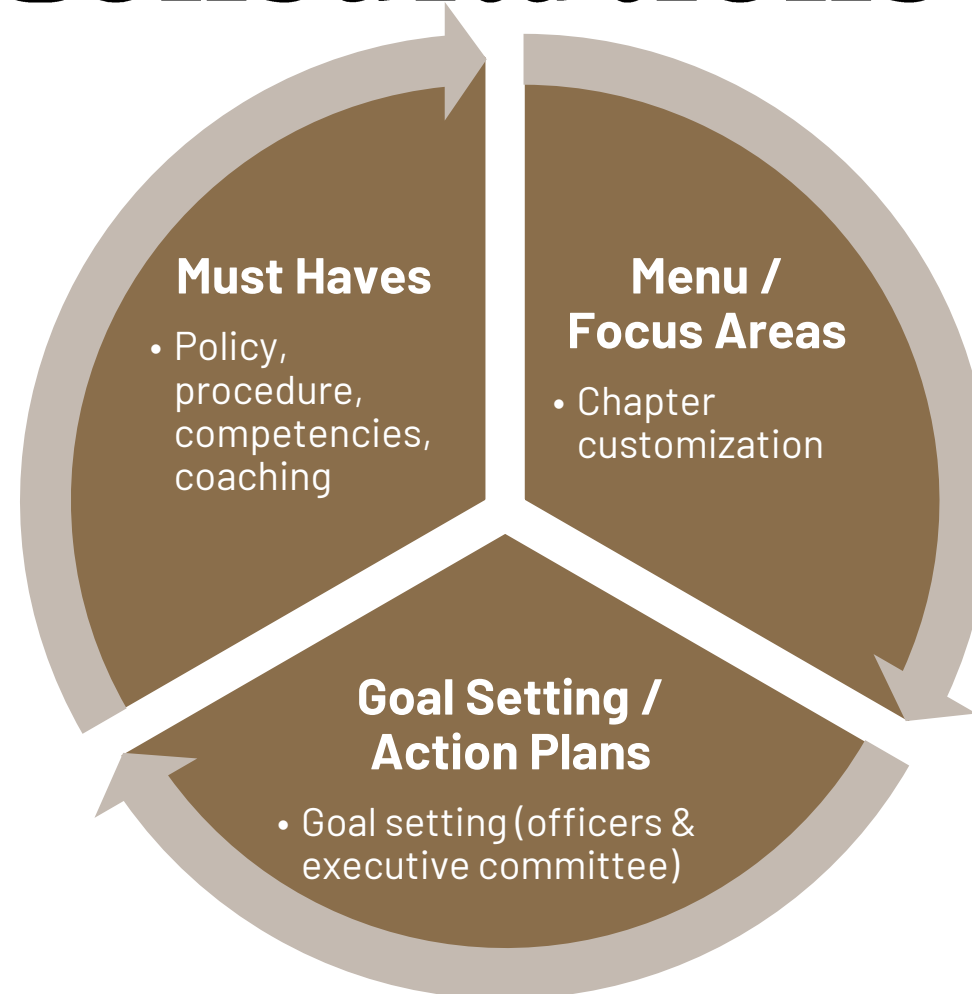 Must Haves
• Policy,
procedure,
competencies,
coaching
Menu /
Focus Areas
• Chapter
customization
Goal Setting /
Action Plans
• Goal setting (officers &
executive committee)